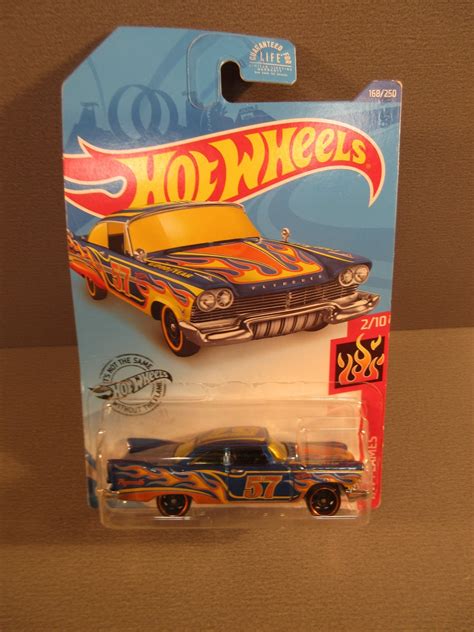 GUARANTEED FOR
LIFE
168/250
HOT WHEELS
57
GOODYEAR
PLYMOUTH
2/10
IT'S NOT THE SAME
HOT WHEELS
WITHOUT THE FLAME
FLAMES
57